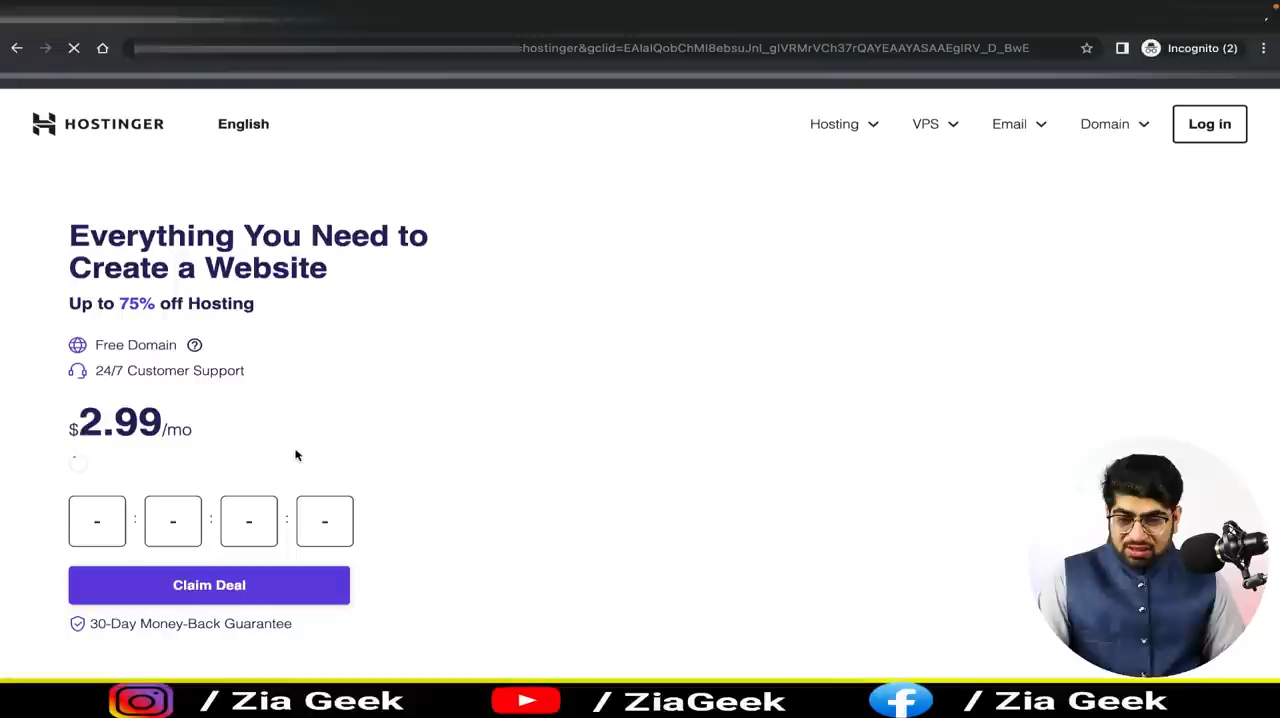 =hostinger&gclid=EAIaIQobChMI8ebsuJnI_gIVRMrVCh37rQAYEAAYASAAEgIRV_D_BwE
Incognito (2)
HOSTINGER
English
Hosting
VPS
Email
Domain
Log in
Everything You Need to
Create a Website
Up to 75% off Hosting
Free Domain
24/7 Customer Support
$2.99/mo
- : - : - : -
Claim Deal
30-Day Money-Back Guarantee
/ Zia Geek
/ ZiaGeek
/ Zia Geek